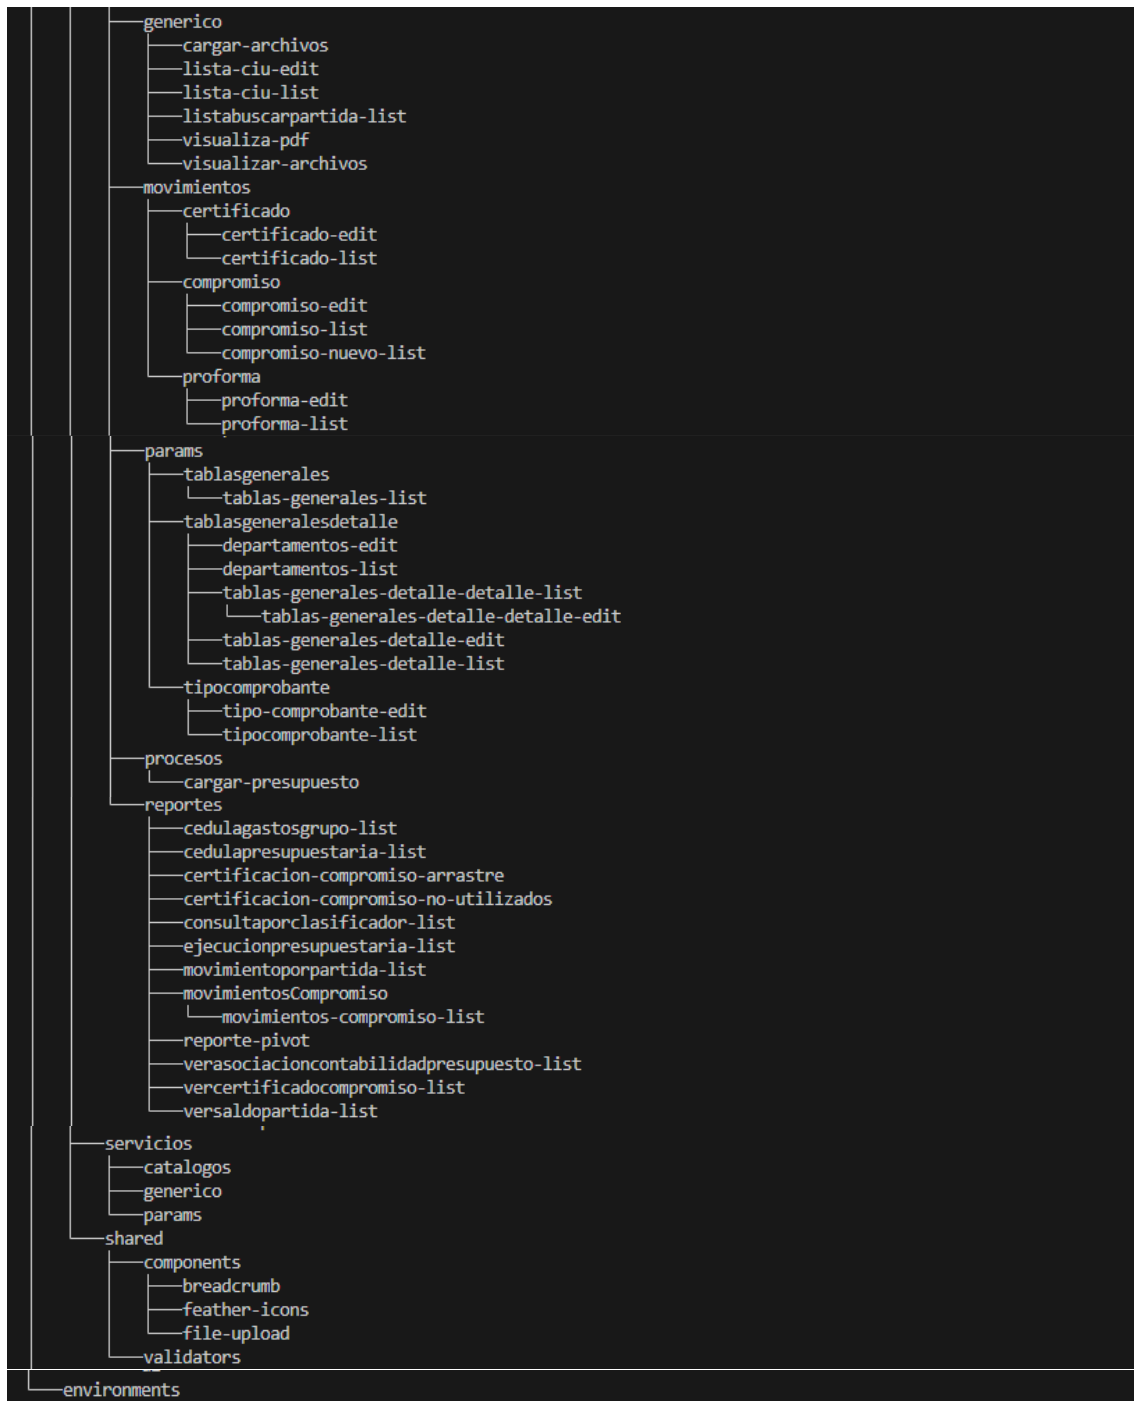 generico
cargar-archivos
lista-ciu-edit
lista-ciu-list
listabuscarpartida-list
visualiza-pdf
visualizar-archivos
movimientos
certificado
certificado-edit
certificado-list
compromiso
compromiso-edit
compromiso-list
compromiso-nuevo-list
proforma
proforma-edit
proforma-list
params
tablasgenerales
tablas-generales-list
tablasgeneralesdetalle
departamentos-edit
departamentos-list
tablas-generales-detalle-detalle-list
tablas-generales-detalle-detalle-edit
tablas-generales-detalle-edit
tablas-generales-detalle-list
tipocomprobante
tipo-comprobante-edit
tipocomprobante-list
procesos
cargar-presupuesto
reportes
cedulagastosgrupo-list
cedulapresupuestaria-list
certificacion-compromiso-arrastre
certificacion-compromiso-no-utilizados
consultaporclasificador-list
ejecucionpresupuestaria-list
movimientoporpartida-list
movimientosCompromiso
movimientos-compromiso-list
reporte-pivot
verasociacioncontabilidadpresupuesto-list
vercertificadocompromiso-list
versaldopartida-list
servicios
catalogos
generico
params
shared
components
breadcrumb
feather-icons
file-upload
validators
environments